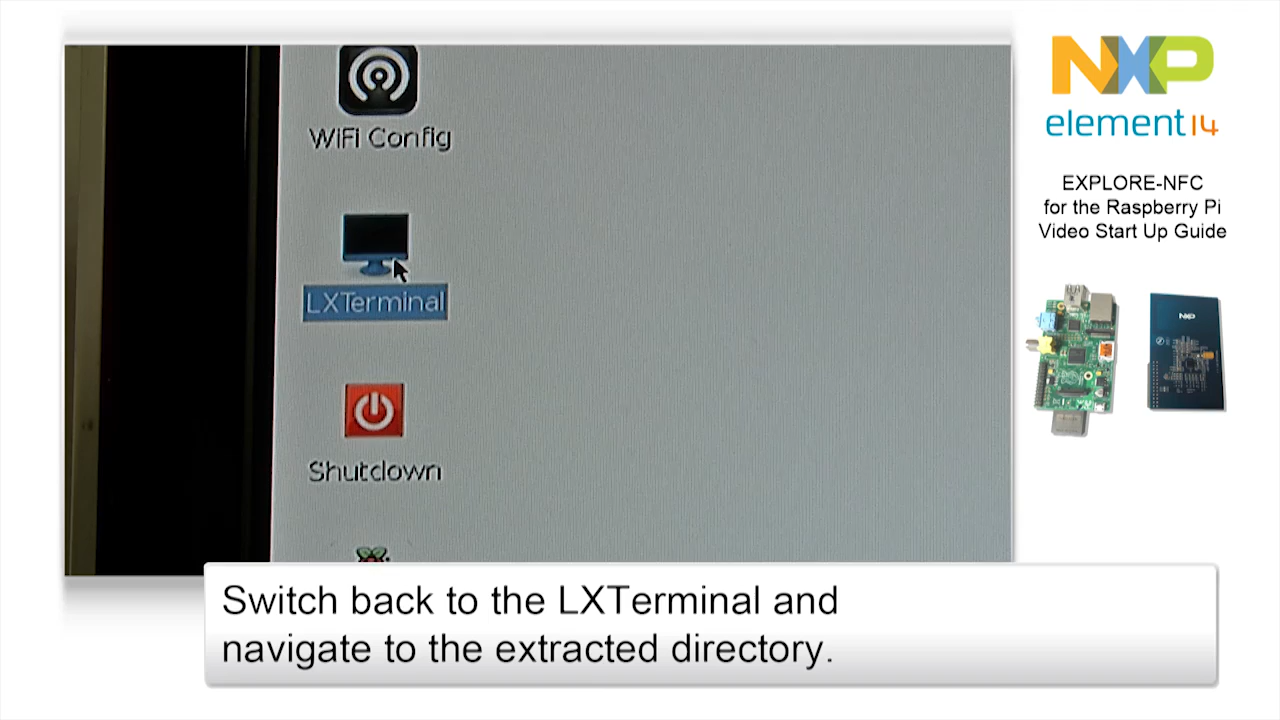 NXP
element14
EXPLORE-NFC
for the Raspberry Pi
Video Start Up Guide
WiFi Config
LXTerminal
Shutdown
NXP
Switch back to the LXTerminal and
navigate to the extracted directory.